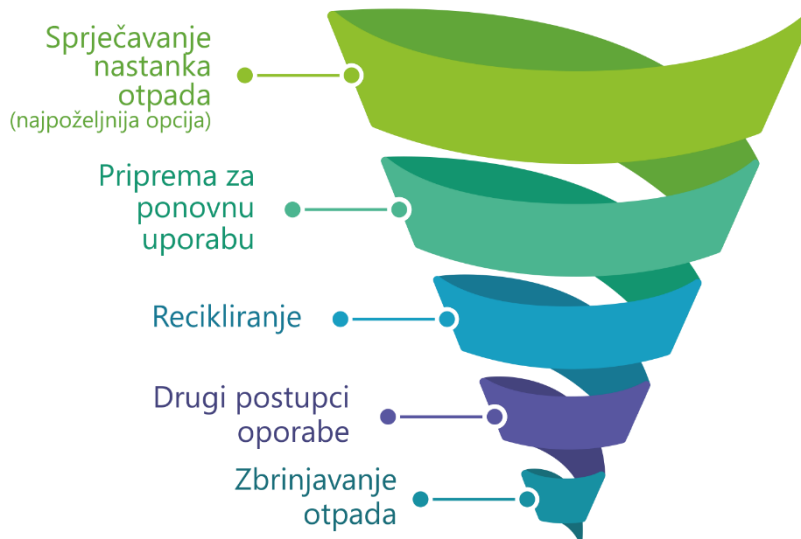 Sprječavanje
nastanka
otpada
(najpoželjnija opcija)
Priprema za
ponovnu
uporabu
Recikliranje
Drugi postupci
oporabe
Zbrinjavanje
otpada